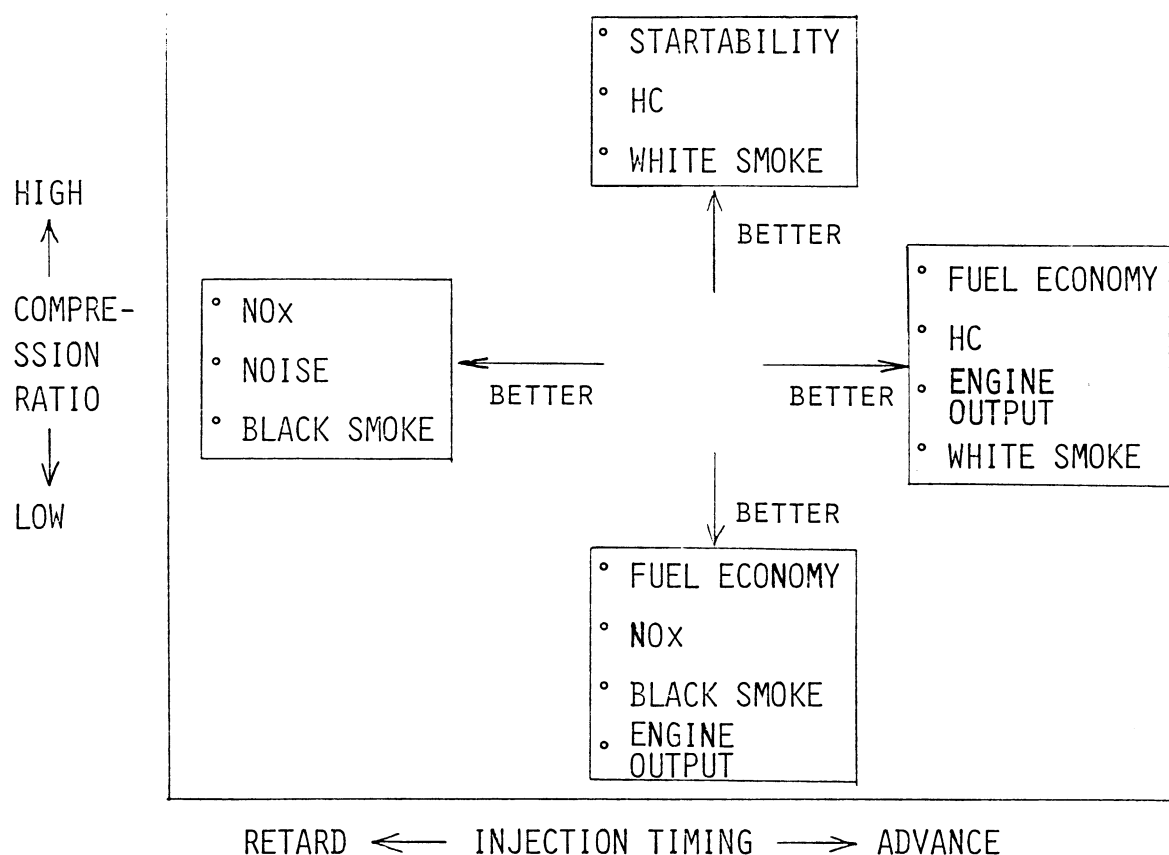 ° STARTABILITY
° HC
° WHITE SMOKE
BETTER
HIGH
COMPRE-
SSION
RATIO
LOW
° NOx
° NOISE
° BLACK SMOKE
BETTER
BETTER
° FUEL ECONOMY
° HC
° ENGINE
OUTPUT
° WHITE SMOKE
BETTER
° FUEL ECONOMY
° NOx
° BLACK SMOKE
° ENGINE
OUTPUT
RETARD ← INJECTION TIMING → ADVANCE